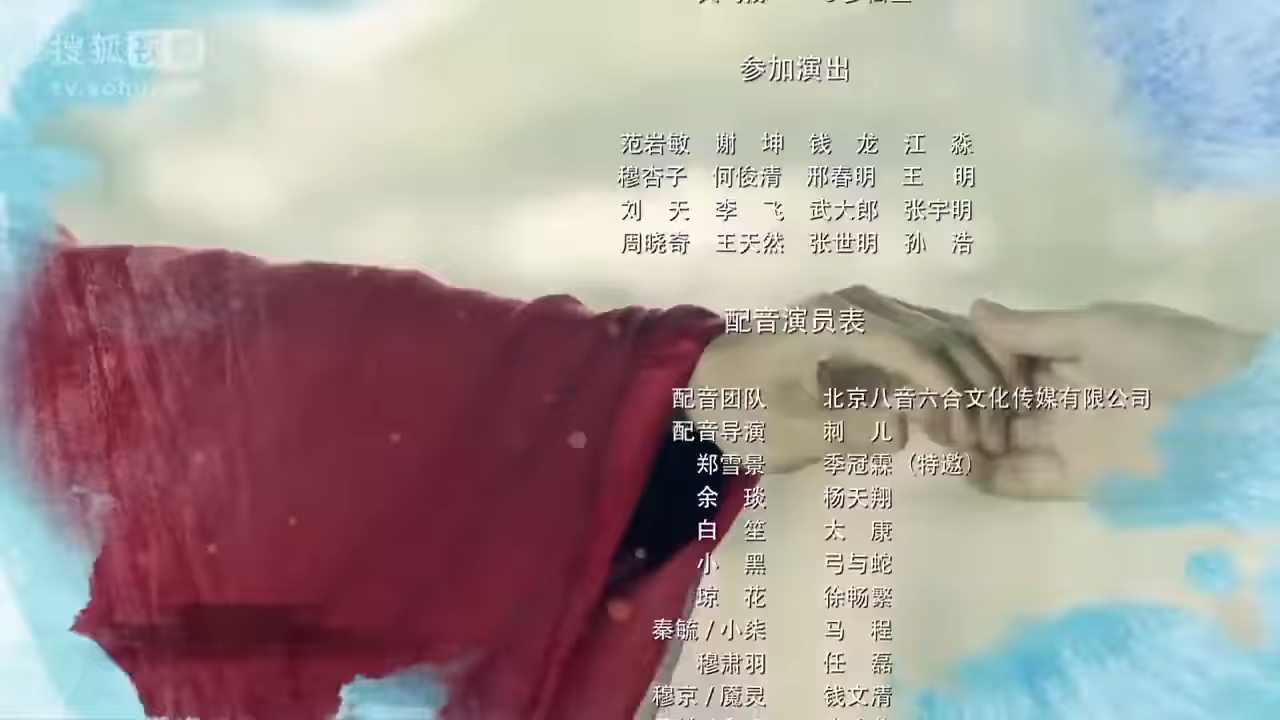 搜狐视频
tv.sohu.com
参加演出
范岩敏 谢 坤 钱 龙 江 淼
穆杏子 何俊清 邢春明 王 明
刘 天 李 飞 武大郎 张宇明
周晓奇 王天然 张世明 孙 浩
配音演员表
配音团队 北京八音六合文化传媒有限公司
配音导演 刺 儿
郑雪景 季冠霖（特邀）
余 琰 杨天翔
白 笙 大 康
小 黑 弓与蛇
琼 花 徐畅繄
秦毓 / 小柒 马 程
穆肃羽 任 磊
穆京 / 魇灵 钱文清